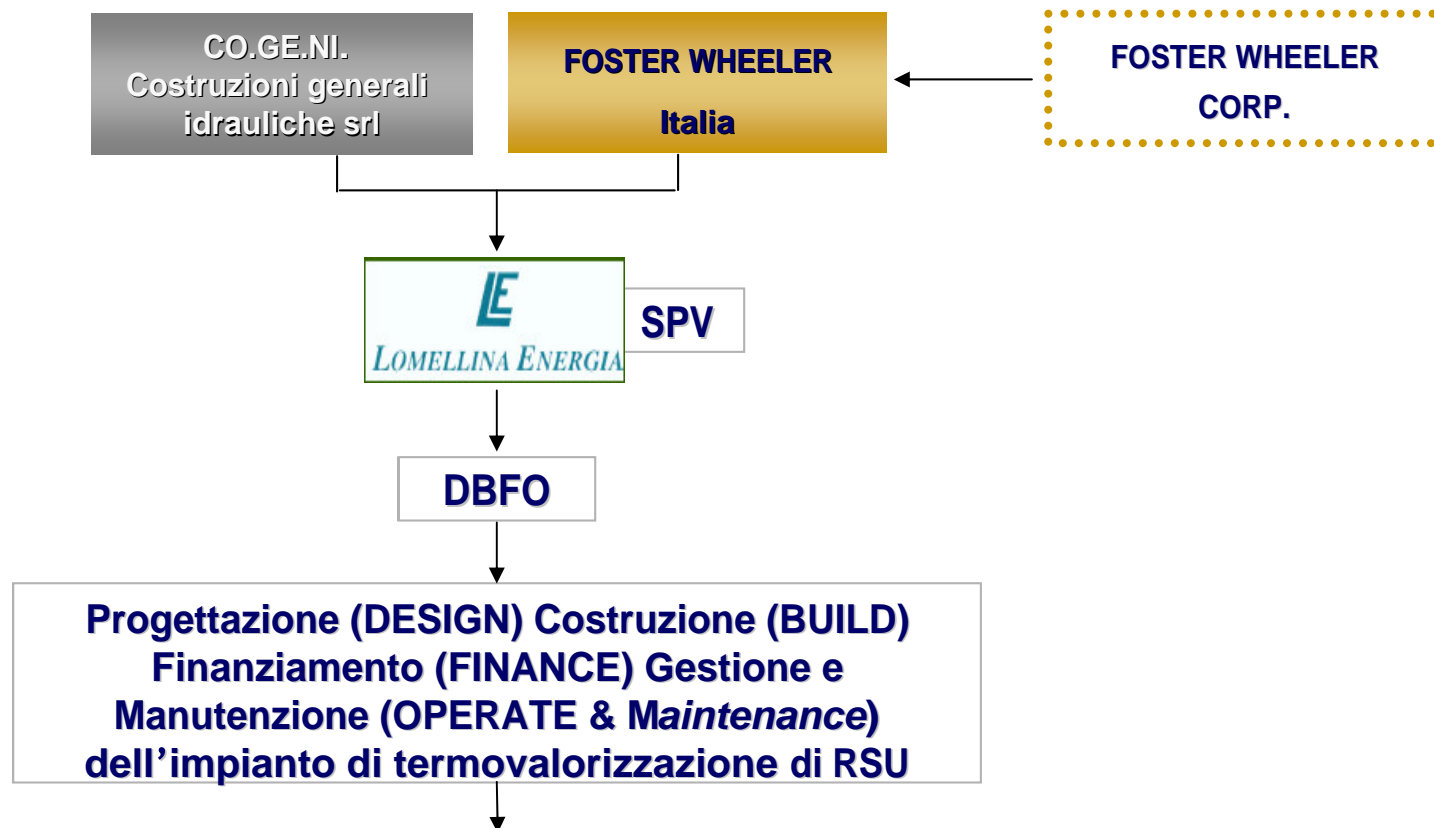 CO.GE.NI.
Costruzioni generali
idrauliche srl
FOSTER WHEELER
Italia
FOSTER WHEELER
CORP.
LE
LOMELLINA ENERGIA
SPV
DBFO
Progettazione (DESIGN) Costruzione (BUILD)
Finanziamento (FINANCE) Gestione e
Manutenzione (OPERATE & Maintenance)
dell’impianto di termovalorizzazione di RSU